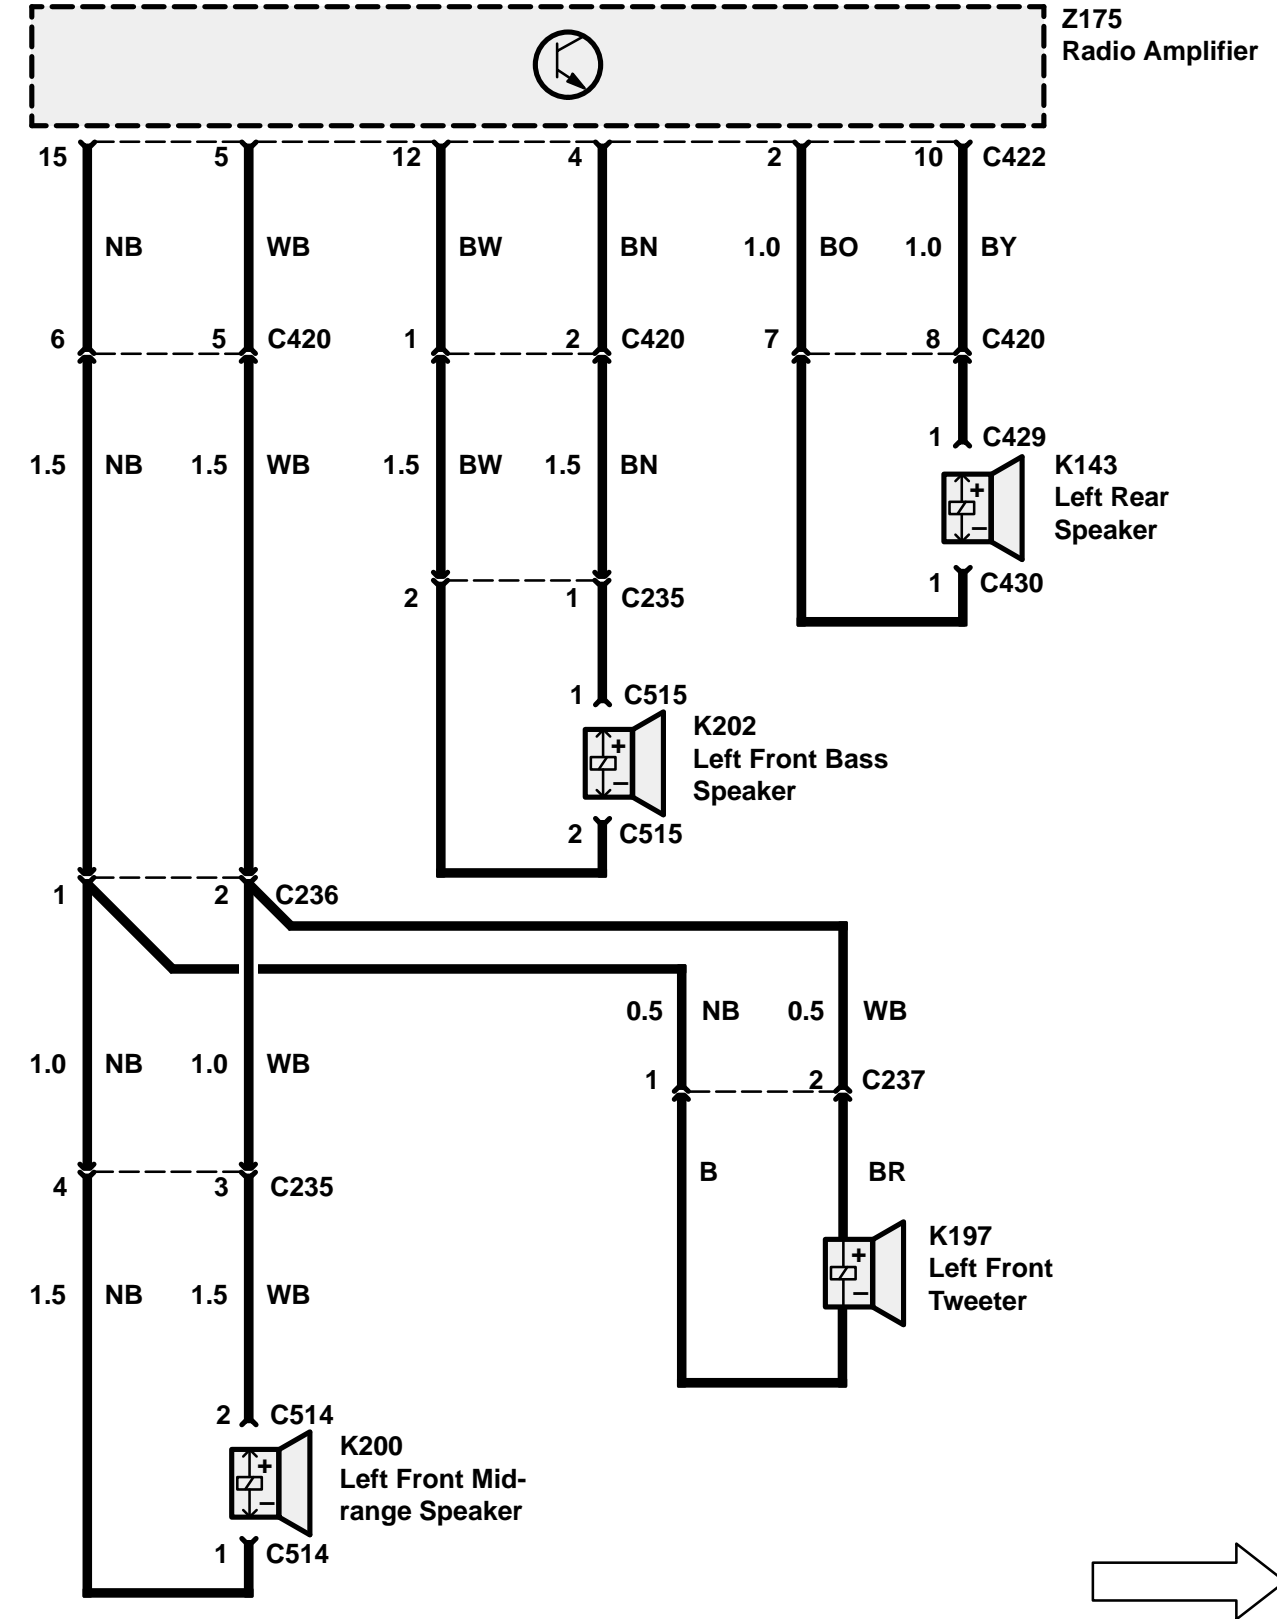 Z175
Radio Amplifier
15 5 12 4 2 10 C422
NB WB BW BN 1.0 BO 1.0 BY
6 5 C420 1 2 C420 7 8 C420
1 C429
1.5 NB 1.5 WB 1.5 BW 1.5 BN K143
+ Left Rear
− Speaker
1 C430
2 1 C235
1 C515
K202
+ Left Front Bass
− Speaker
2 C515
1 2 C236
0.5 NB 0.5 WB
1.0 NB 1.0 WB
1 2 C237
B BR
4 3 C235
K197
+ Left Front
− Tweeter
1.5 NB 1.5 WB
2 C514
K200
+ Left Front Mid-
− range Speaker
1 C514